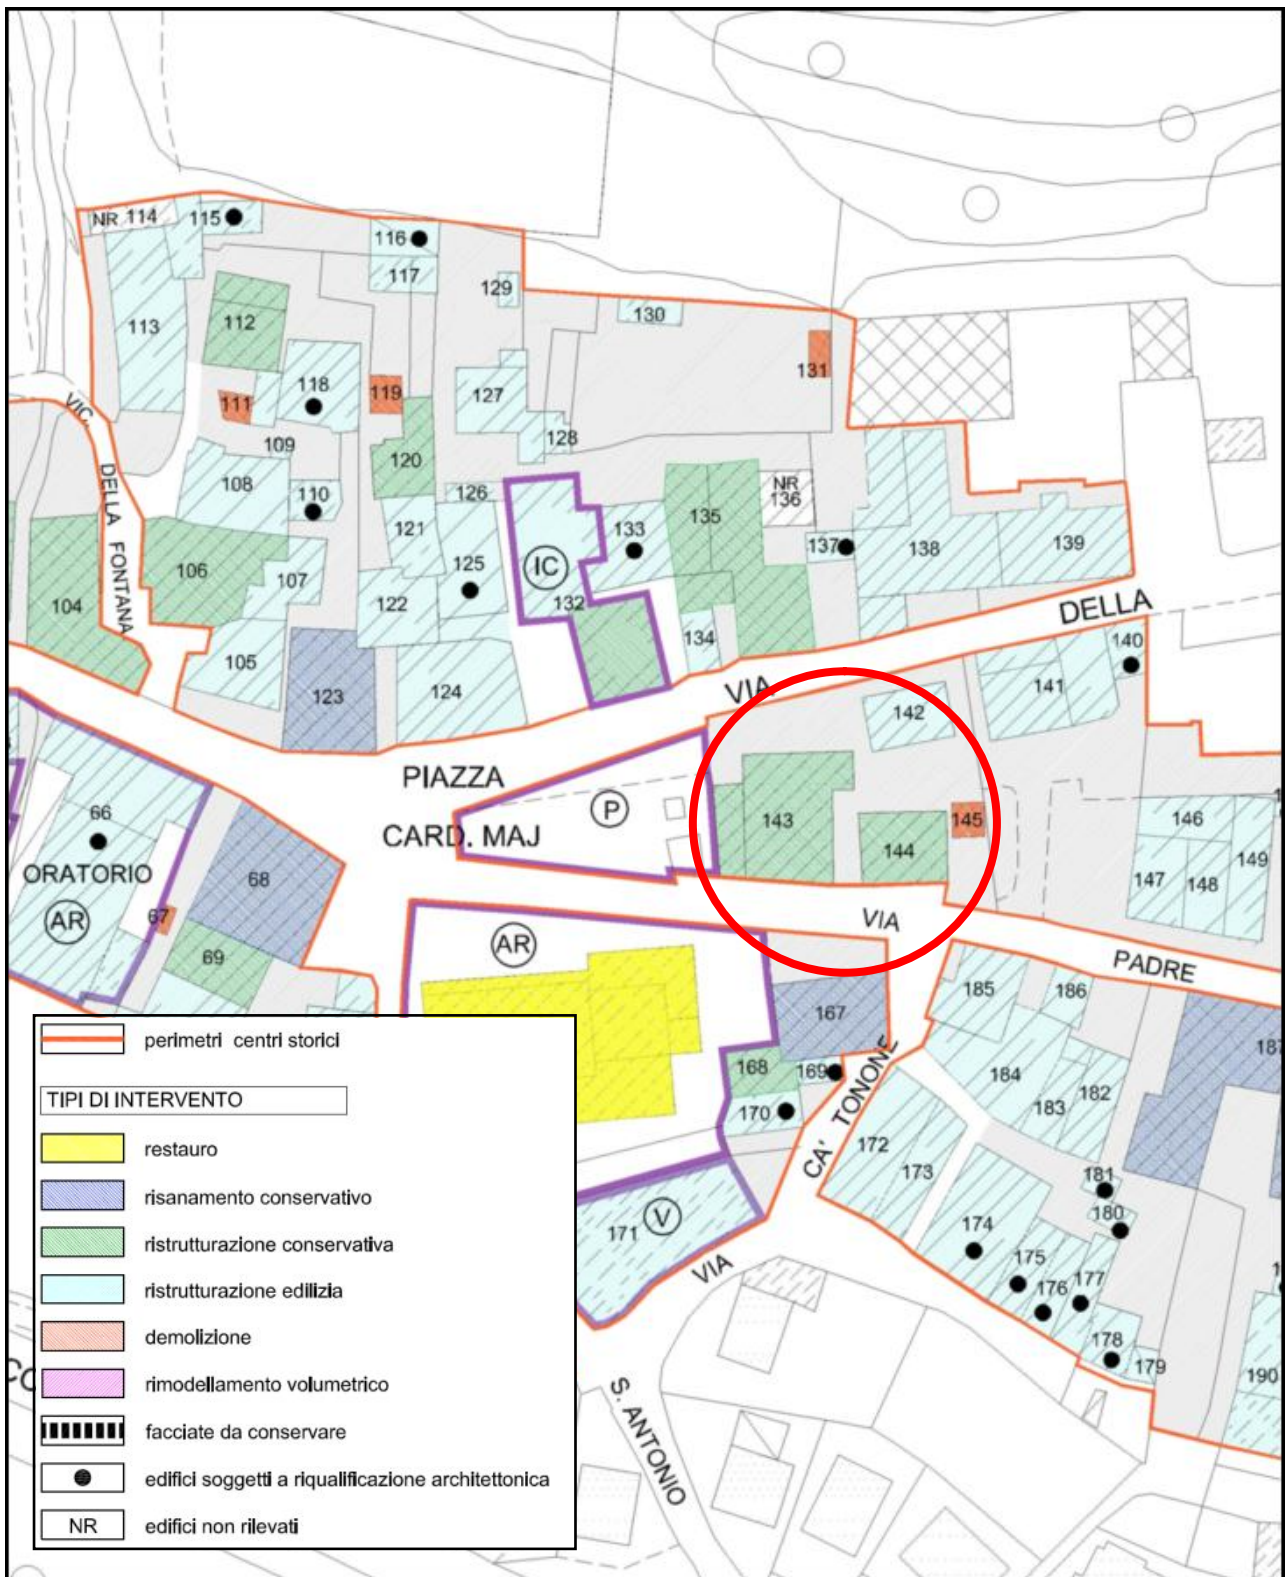 NR 114
115
116
117
129
130
113
112
131
118
119
127
111
VIC.
DELLA FONTANA
109
128
120
108
110
126
NR
136
121
135
133
137
138
139
125
IC
106
107
132
104
122
134
DELLA
105
140
123
124
VIA
141
142
PIAZZA
P
CARD. MAJ
143
145
144
146
147
148
149
66
ORATORIO
68
AR
67
69
AR
VIA
PADRE
185
186
167
187
168
169
170
CA' TONONE
184
183
182
172
173
181
180
174
175
176
177
178
179
171
V
VIA
S. ANTONIO
190
CO
perimetri centri storici
TIPI DI INTERVENTO
restauro
risanamento conservativo
ristrutturazione conservativa
ristrutturazione edilizia
demolizione
rimodellamento volumetrico
facciate da conservare
edifici soggetti a riqualificazione architettonica
NR edifici non rilevati